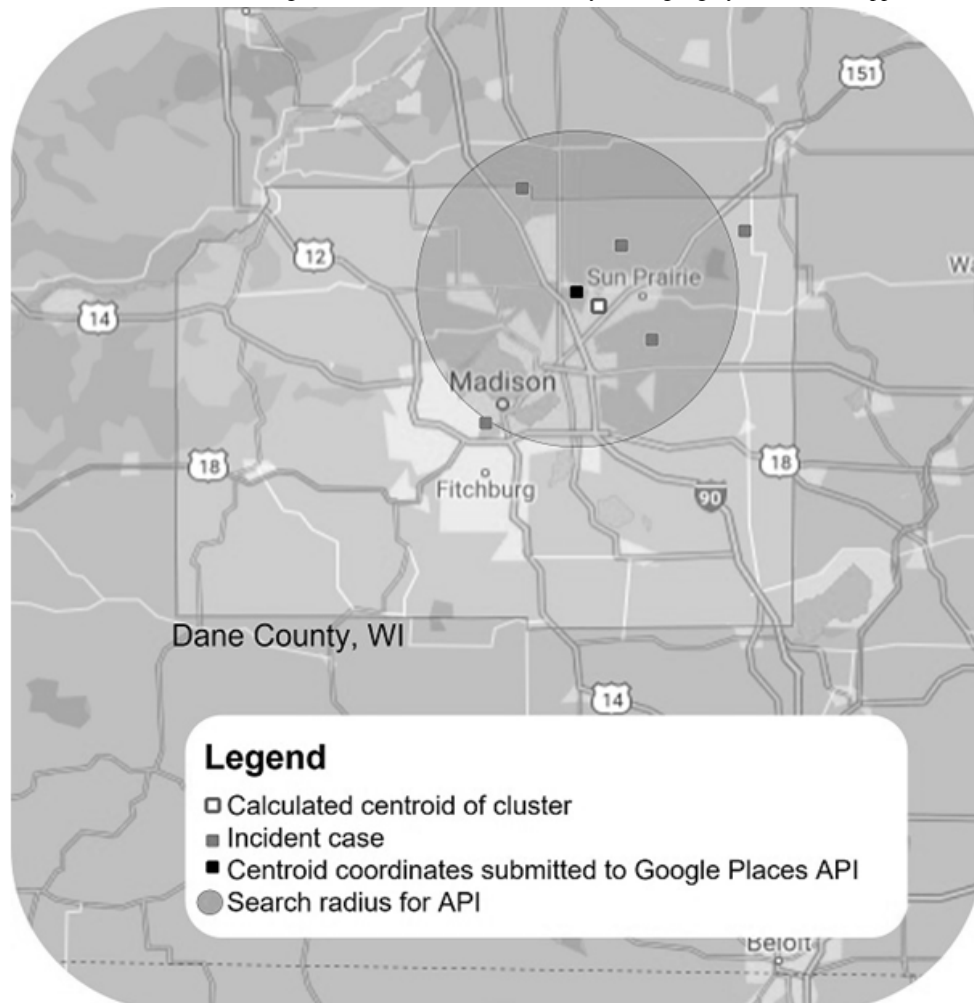 151
12
Sun Prairie
Wa
14
Madison
18
18
Fitchburg
90
Dane County, WI
14
Legend
Calculated centroid of cluster
Incident case
Centroid coordinates submitted to Google Places API
Search radius for API
Beloit